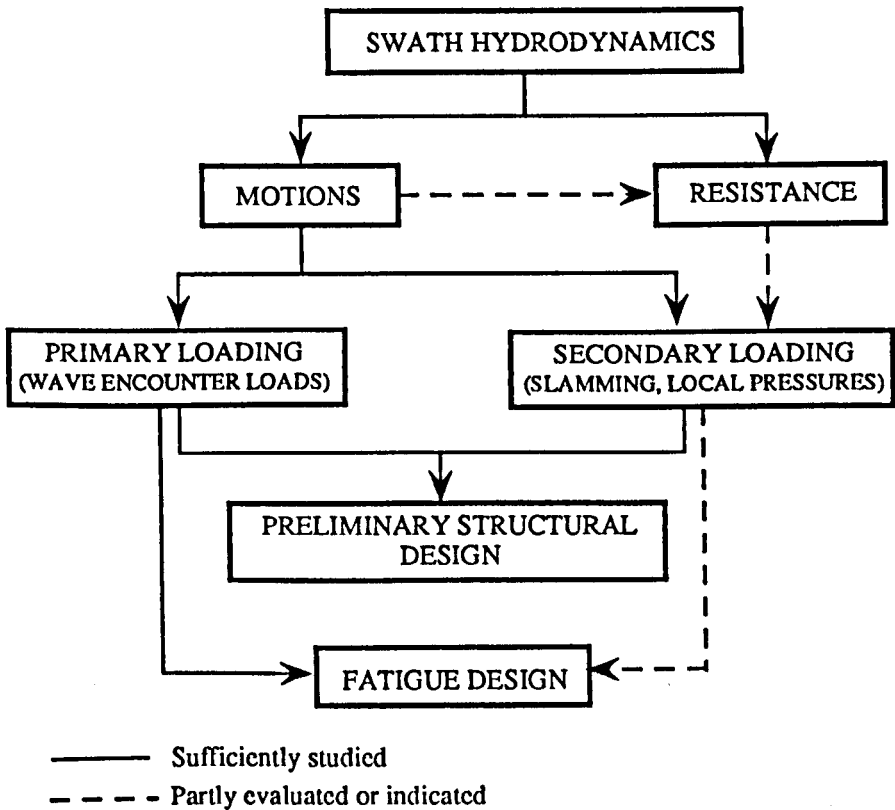 SWATH HYDRODYNAMICS
MOTIONS
RESISTANCE
PRIMARY LOADING
(WAVE ENCOUNTER LOADS)
SECONDARY LOADING
(SLAMMING, LOCAL PRESSURES)
PRELIMINARY STRUCTURAL
DESIGN
FATIGUE DESIGN
Sufficiently studied
Partly evaluated or indicated